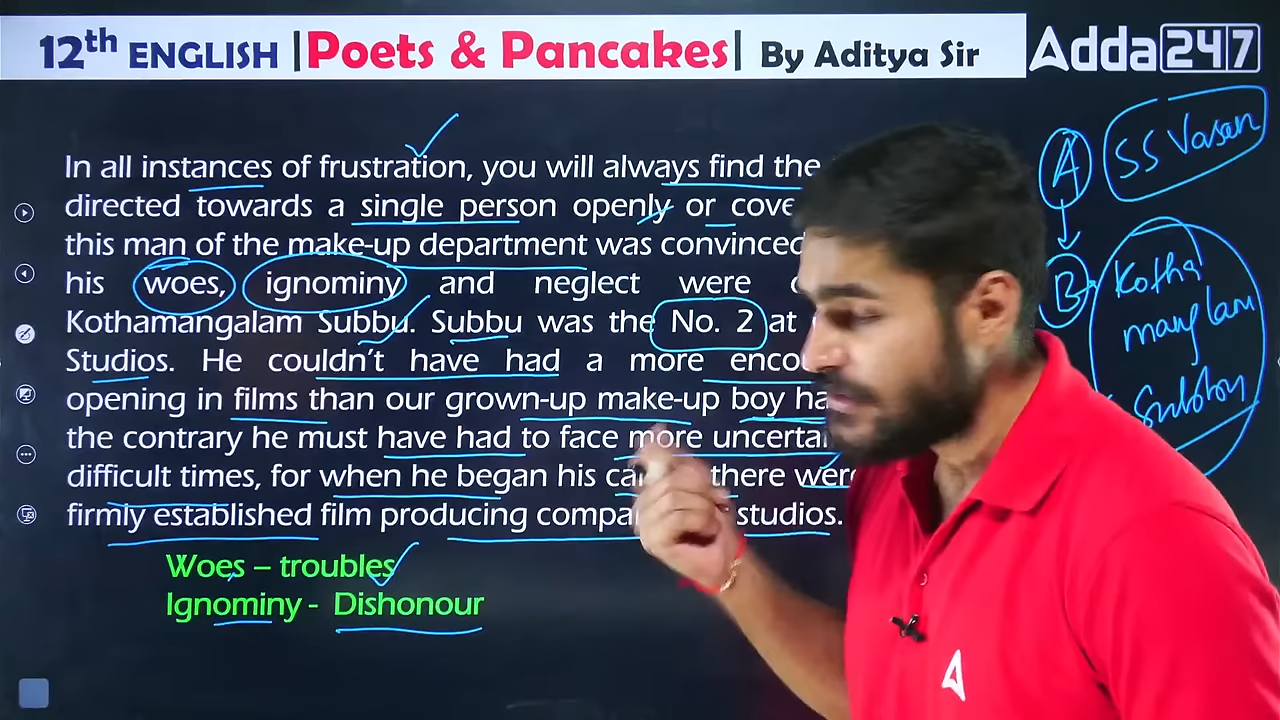 12th ENGLISH |Poets & Pancakes| By Aditya Sir
Adda247
In all instances of frustration, you will always find the
directed towards a single person openly or cove
this man of the make-up department was convinced
his woes, ignominy and neglect were
Kothamangalam Subbu. Subbu was the No. 2 at
Studios. He couldn't have had a more enco
opening in films than our grown-up make-up boy ha
the contrary he must have had to face more uncertai
difficult times, for when he began his there were
firmly established film producing compa studios.
Woes – troubles
Ignominy - Dishonour
A
SS Vasan
B
Kotha
mangalam